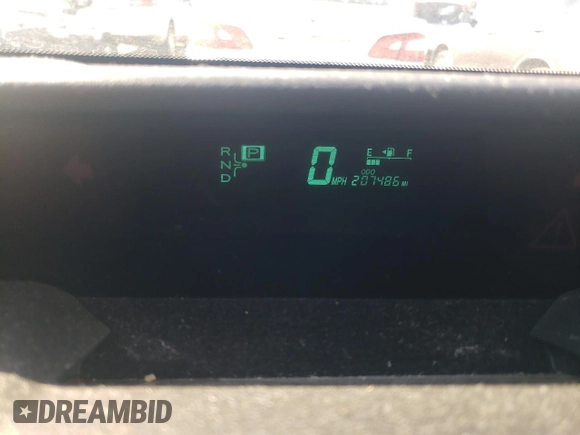 R P
N
D
0 MPH
E F
ODO
207486 MI
DREAMBID